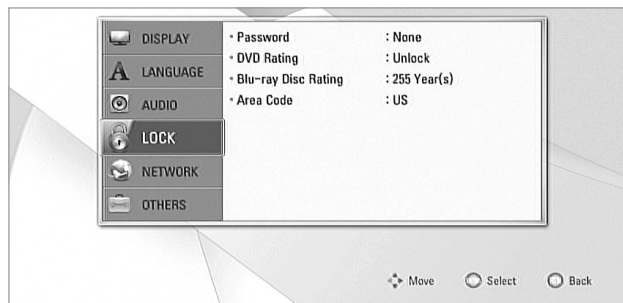 DISPLAY
LANGUAGE
AUDIO
LOCK
NETWORK
OTHERS
• Password : None
• DVD Rating : Unlock
• Blu-ray Disc Rating : 255 Year(s)
• Area Code : US
Move Select Back